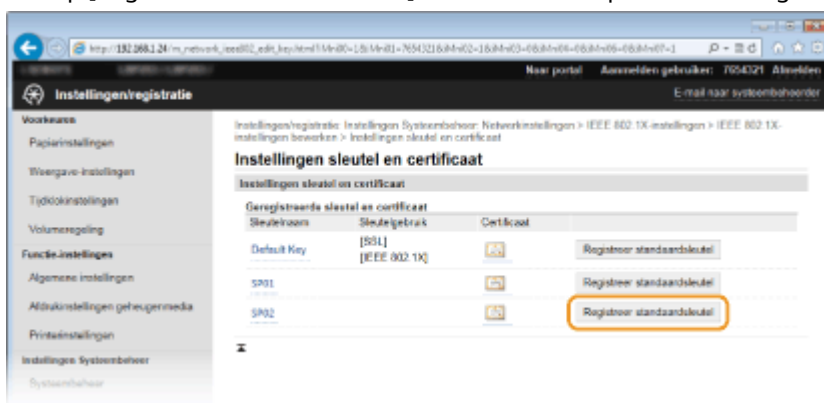 Naar portal Aanmelden gebruiker: 7654321 Afmelden
Instellingen/registratie
E-mail naar systeembeheerder
Voorkeuren
Papierinstellingen
Weergave-instellingen
Tijdklokinstellingen
Volumeregeling
Functie-instellingen
Algemene instellingen
Afdrukinstellingen geheugenmedia
Printerinstellingen
Instellingen Systeembeheer
Systeembeheer
Instellingen/registratie: Instellingen Systeembeheer: Netwerkinstellingen > IEEE 802.1X-instellingen > IEEE 802.1X-
instellingen bewerken > Instellingen sleutel en certificaat
Instellingen sleutel en certificaat
Instellingen sleutel en certificaat
Geregistreerde sleutel en certificaat
Sleutelnaam Sleutelgebruik Certificaat
Default Key [SSL] Registreer standaardsleutel
[IEEE 802.1X]
SP01 Registreer standaardsleutel
SP02 Registreer standaardsleutel